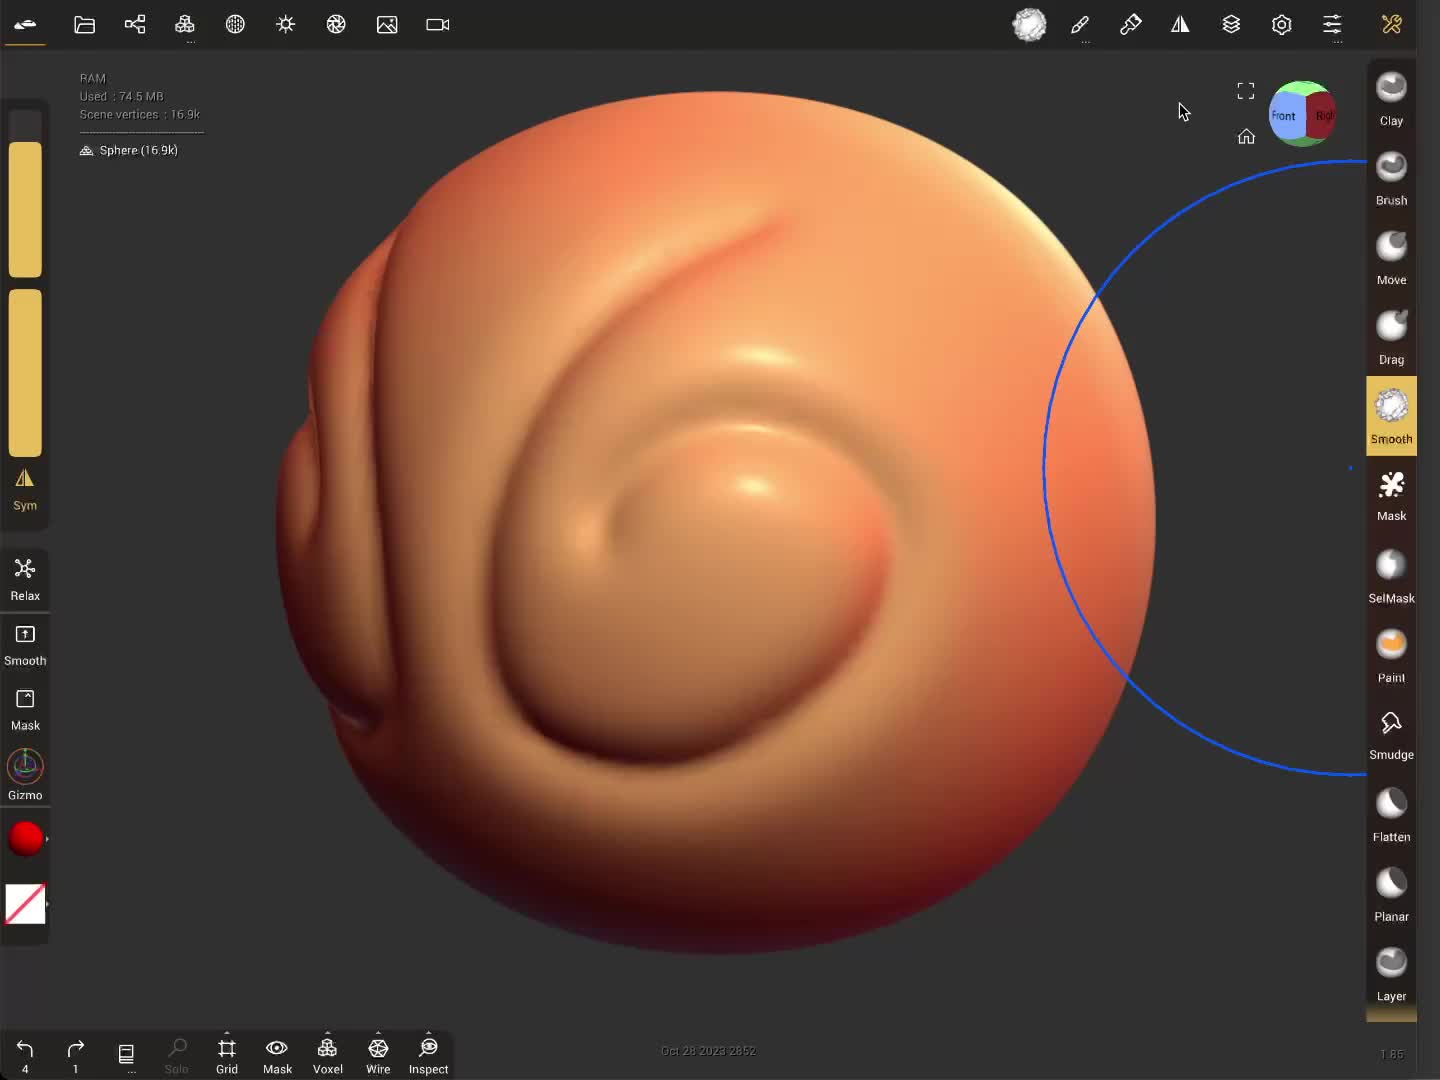 RAM
Used : 74.5 MB
Scene vertices : 16.9k
Sphere (16.9k)
Front
Righ
Clay
Brush
Move
Drag
Smooth
Mask
SelMask
Paint
Smudge
Flatten
Planar
Layer
Sym
Relax
Smooth
Mask
Gizmo
4
1
...
Solo
Grid
Mask
Voxel
Wire
Inspect
Oct 28 2023 2852
1.85